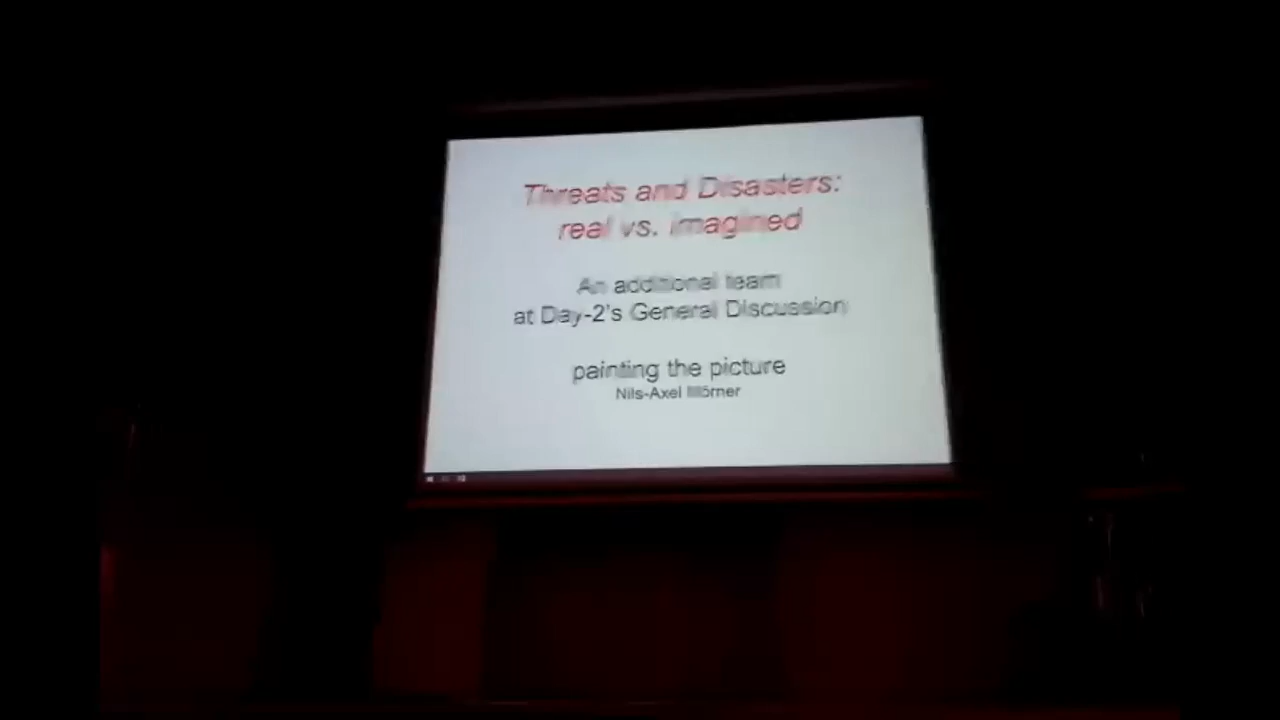 Threats and Disasters:
real vs. imagined
An additional team
at Day-2's General Discussion
painting the picture
Nils-Axel Mörner